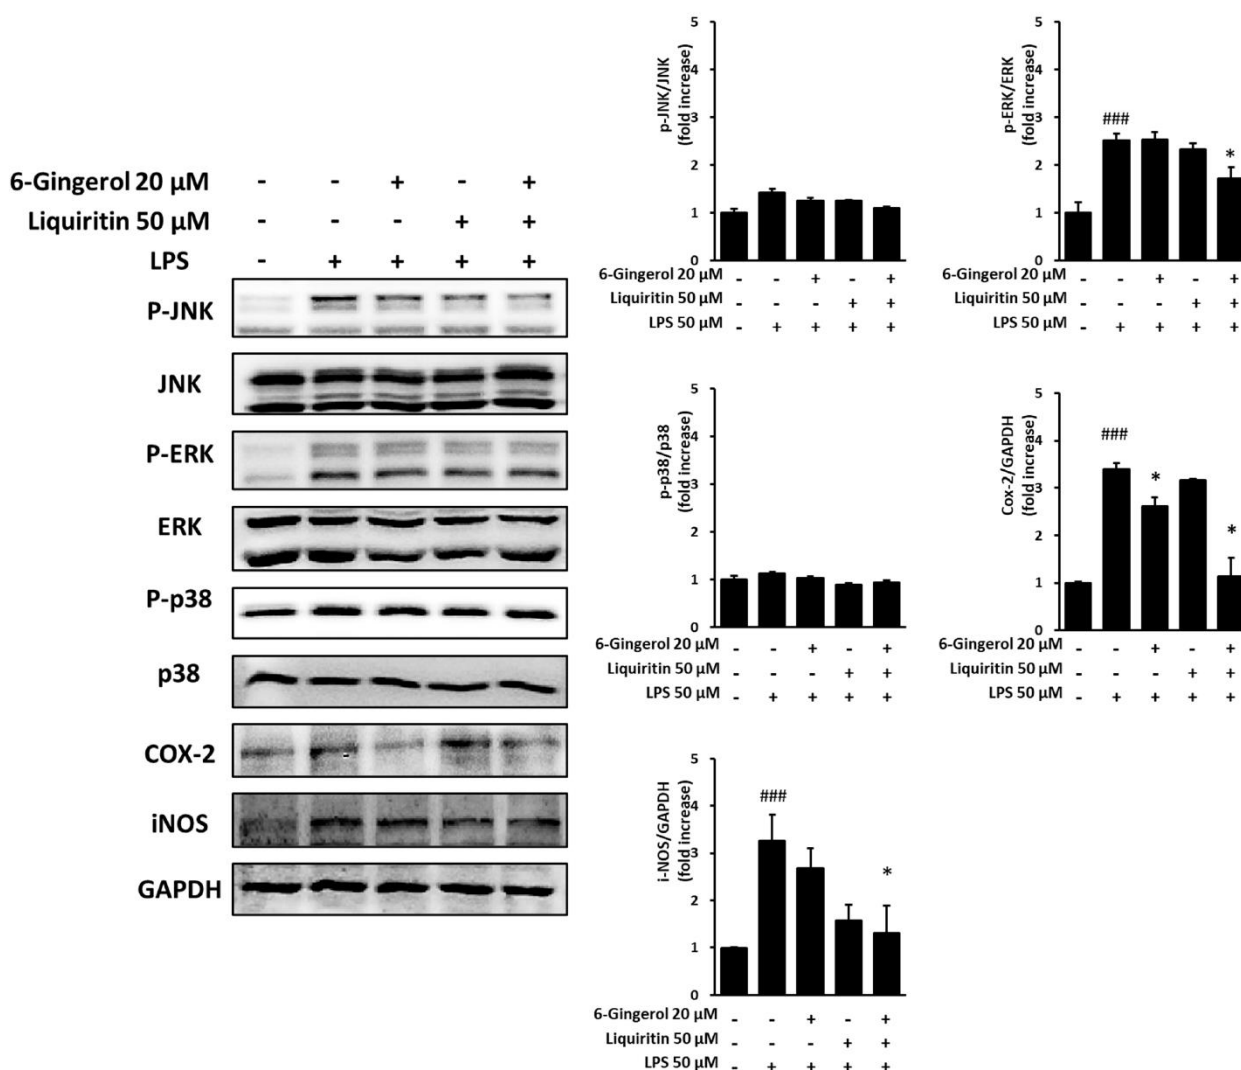 6-Gingerol 20 µM - - + - +
Liquiritin 50 µM - - - + +
LPS - + + + +
P-JNK
JNK
P-ERK
ERK
P-p38
p38
COX-2
iNOS
GAPDH
p-JNK/JNK
(fold increase)
5
4
3
2
1
0
6-Gingerol 20 µM - - + - +
Liquiritin 50 µM - - - + +
LPS 50 µM - + + + +
p-ERK/ERK
(fold increase)
5
4
3
2
1
0
###
*
6-Gingerol 20 µM - - + - +
Liquiritin 50 µM - - - + +
LPS 50 µM - + + + +
p-p38/p38
(fold increase)
5
4
3
2
1
0
6-Gingerol 20 µM - - + - +
Liquiritin 50 µM - - - + +
LPS 50 µM - + + + +
Cox-2/GAPDH
(fold increase)
5
4
3
2
1
0
###
*
*
6-Gingerol 20 µM - - + - +
Liquiritin 50 µM - - - + +
LPS 50 µM - + + + +
i-NOS/GAPDH
(fold increase)
5
4
3
2
1
0
###
*
6-Gingerol 20 µM - - + - +
Liquiritin 50 µM - - - + +
LPS 50 µM - + + + +